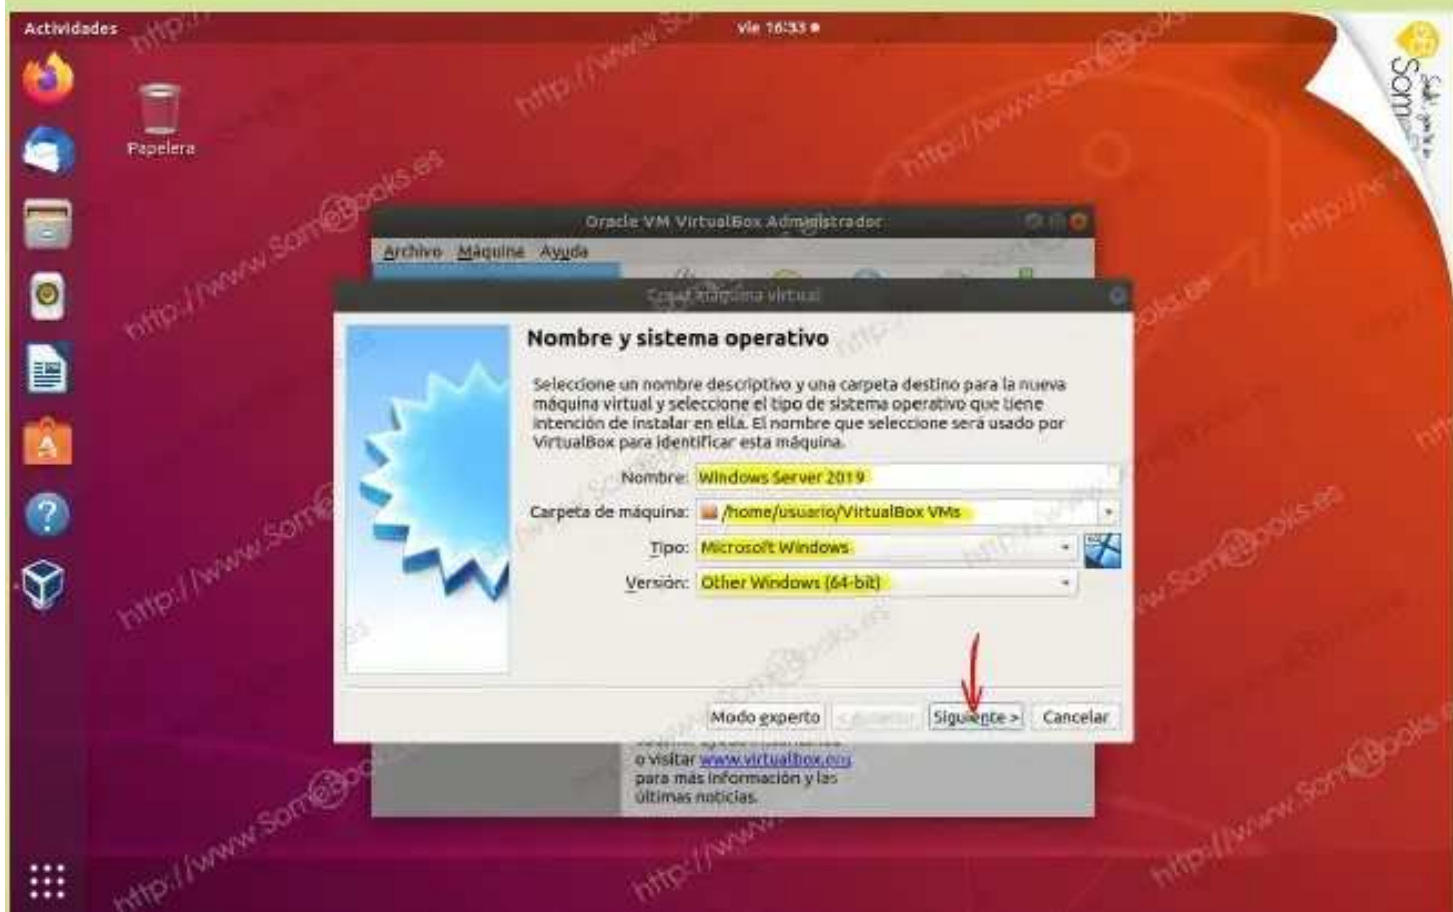 Actividades
vie 16:33
Papelera
Oracle VM VirtualBox Administrador
Archivo Máquina Ayuda
Crear máquina virtual
Nombre y sistema operativo
Seleccione un nombre descriptivo y una carpeta destino para la nueva
máquina virtual y seleccione el tipo de sistema operativo que tiene
intención de instalar en ella. El nombre que seleccione será usado por
VirtualBox para identificar esta máquina.
Nombre: Windows Server 2019
Carpeta de máquina: /home/usuario/VirtualBox VMs
Tipo: Microsoft Windows
Versión: Other Windows (64-bit)
Modo experto Siguiente > Cancelar
o visitar www.virtualbox.org
para más información y las
últimas noticias.
http://www.SomeBooks.es